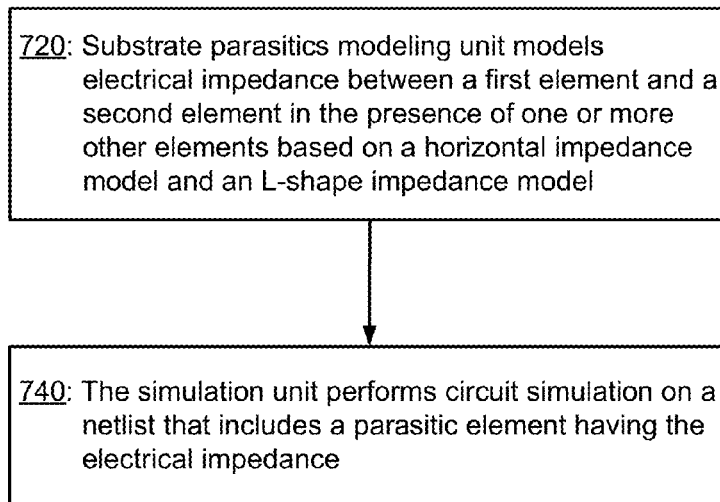 720: Substrate parasitics modeling unit models
electrical impedance between a first element and a
second element in the presence of one or more
other elements based on a horizontal impedance
model and an L-shape impedance model
740: The simulation unit performs circuit simulation on a
netlist that includes a parasitic element having the
electrical impedance